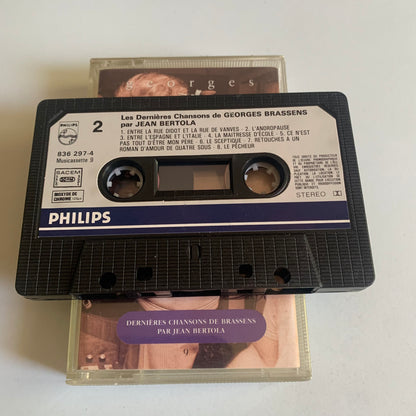 georges
Les Dernières Chansons de GEORGES BRASSENS
par JEAN BERTOLA
PHILIPS
2
836 297-4
Musicassette 9
1. ENTRE LA RUE DIDOT ET LA RUE DE VANVES - 2. L'ANDROPAUSE
3. ENTRE L'ESPAGNE ET L'ITALIE - 4. LA MAITRESSE D'ÉCOLE - 5. CE N'EST
PAS TOUT D'ÊTRE MON PÈRE - 6. LE SCEPTIQUE - 7. RETOUCHES A UN
ROMAN D'AMOUR DE QUATRE SOUS - 8. LE PÊCHEUR
SACEM
STEREO
PHILIPS
DERNIÈRES CHANSONS DE BRASSENS
PAR JEAN BERTOLA
9